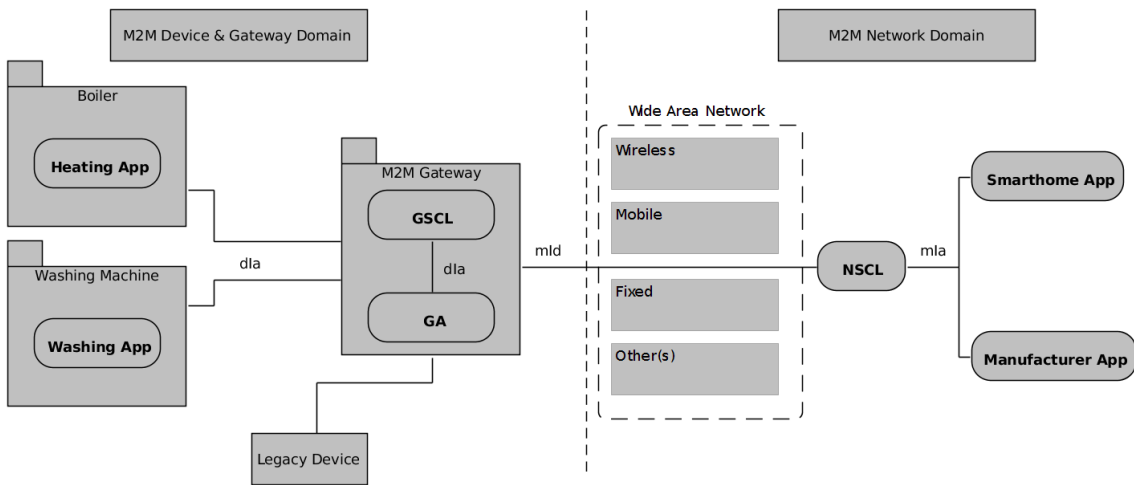 M2M Device & Gateway Domain
M2M Network Domain
Boiler
Heating App
Washing Machine
Washing App
dIa
M2M Gateway
GSCL
dIa
GA
Legacy Device
mId
Wide Area Network
Wireless
Mobile
Fixed
Other(s)
NSCL
mIa
Smarthome App
Manufacturer App